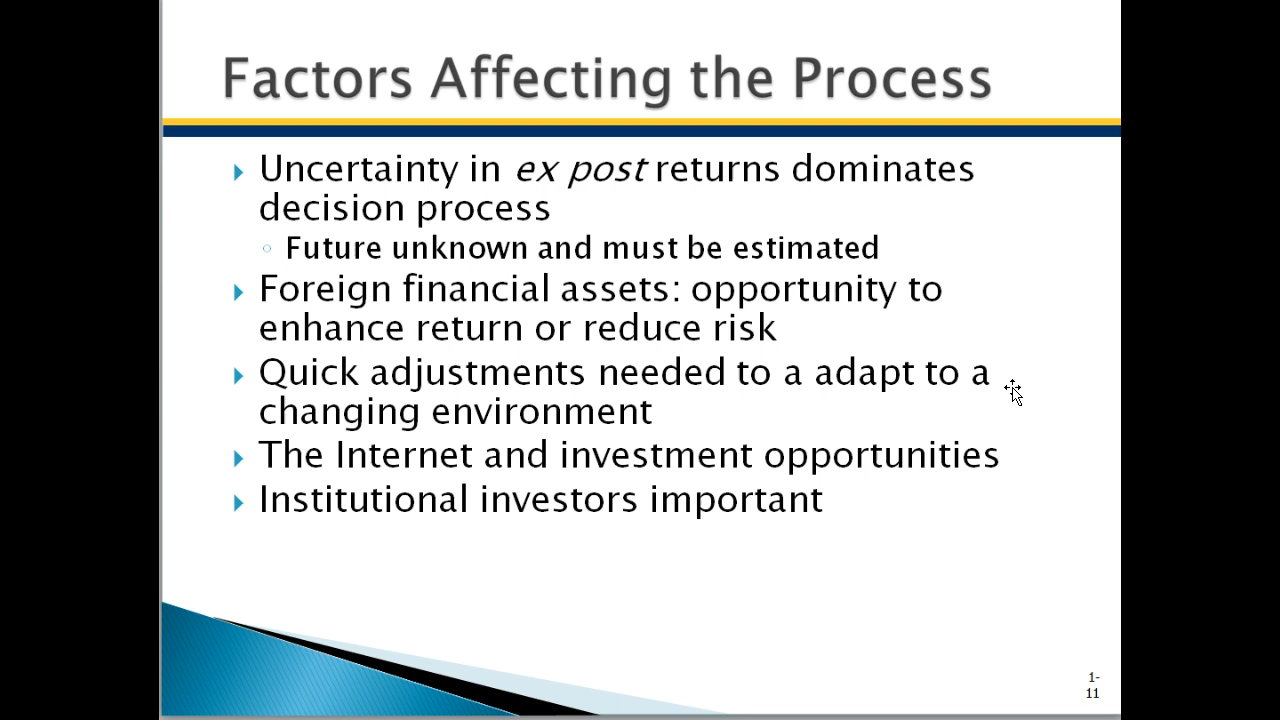 Factors Affecting the Process
Uncertainty in ex post returns dominates
decision process
Future unknown and must be estimated
Foreign financial assets: opportunity to
enhance return or reduce risk
Quick adjustments needed to a adapt to a
changing environment
The Internet and investment opportunities
Institutional investors important
1-
11